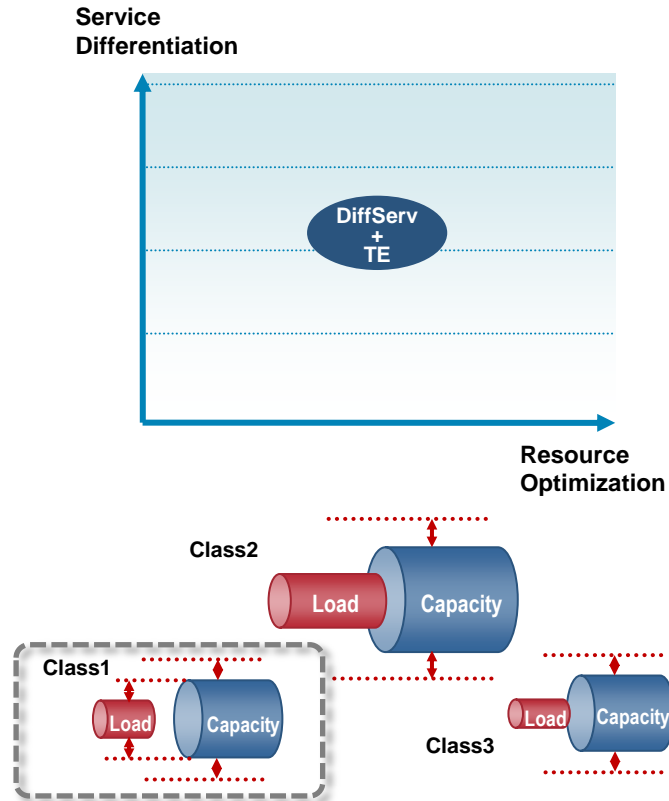 Service
Differentiation
DiffServ
+
TE
Resource
Optimization
Class2
Load
Capacity
Class1
Load
Capacity
Load
Capacity
Class3